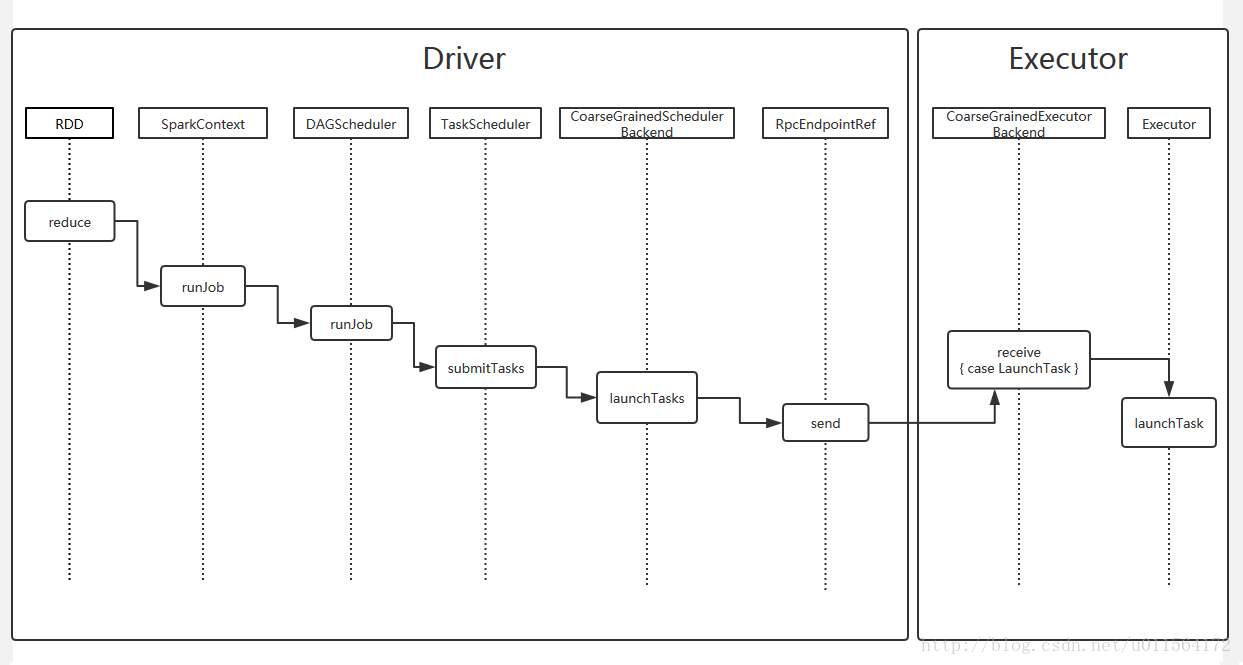 Driver
Executor
RDD
SparkContext
DAGScheduler
TaskScheduler
CoarseGrainedScheduler
Backend
RpcEndpointRef
CoarseGrainedExecutor
Backend
Executor
reduce
runJob
runJob
submitTasks
launchTasks
send
receive
{ case LaunchTask }
launchTask
http://blog.csdn.net/u011564172